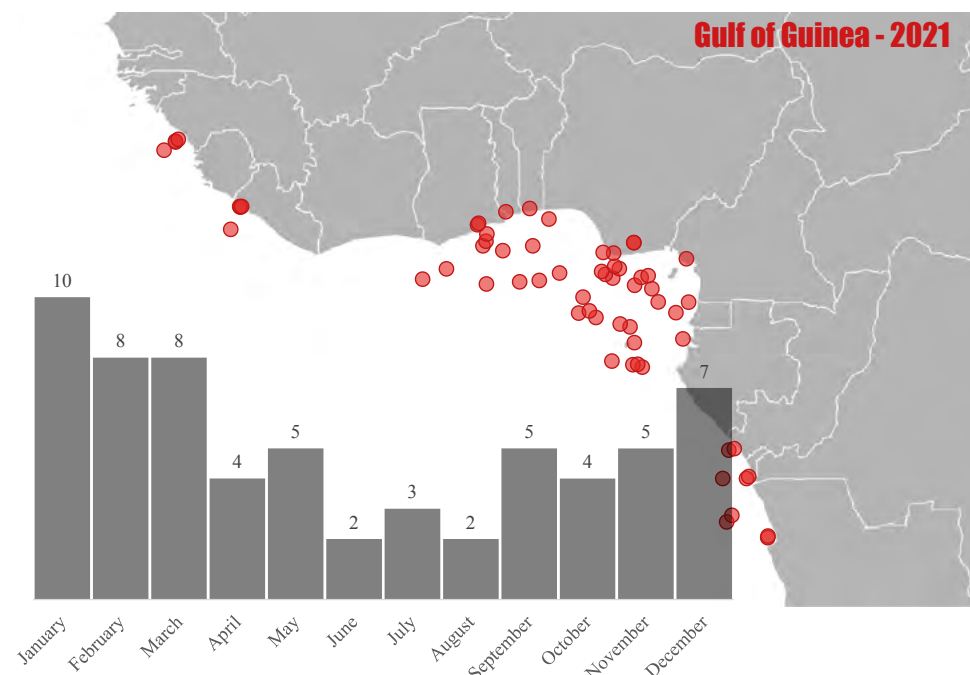 Gulf of Guinea - 2021
10
8
8
4
5
2
3
2
5
4
5
7
January
February
March
April
May
June
July
August
September
October
November
December